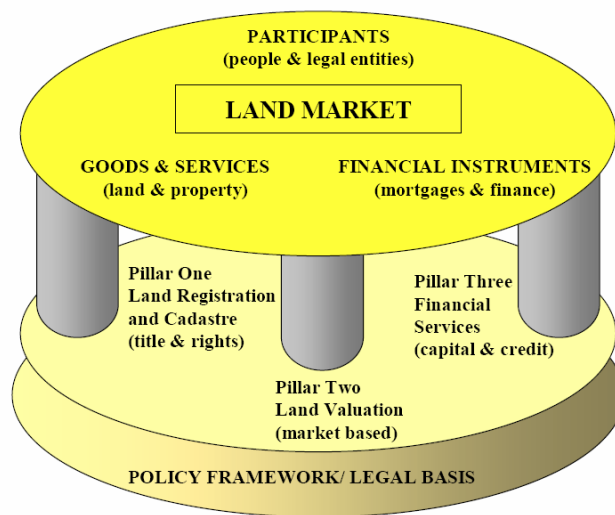 PARTICIPANTS
(people & legal entities)
LAND MARKET
GOODS & SERVICES
(land & property)
FINANCIAL INSTRUMENTS
(mortgages & finance)
Pillar One
Land Registration
and Cadastre
(title & rights)
Pillar Two
Land Valuation
(market based)
Pillar Three
Financial
Services
(capital & credit)
POLICY FRAMEWORK/ LEGAL BASIS